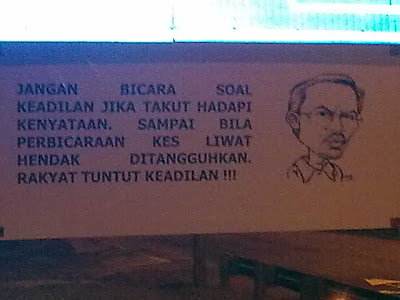 JANGAN BICARA SOAL
KEADILAN JIKA TAKUT HADAPI
KENYATAAN. SAMPAI BILA
PERBICARAAN KES LIWAT
HENDAK DITANGGUHKAN.
RAKYAT TUNTUT KEADILAN !!!